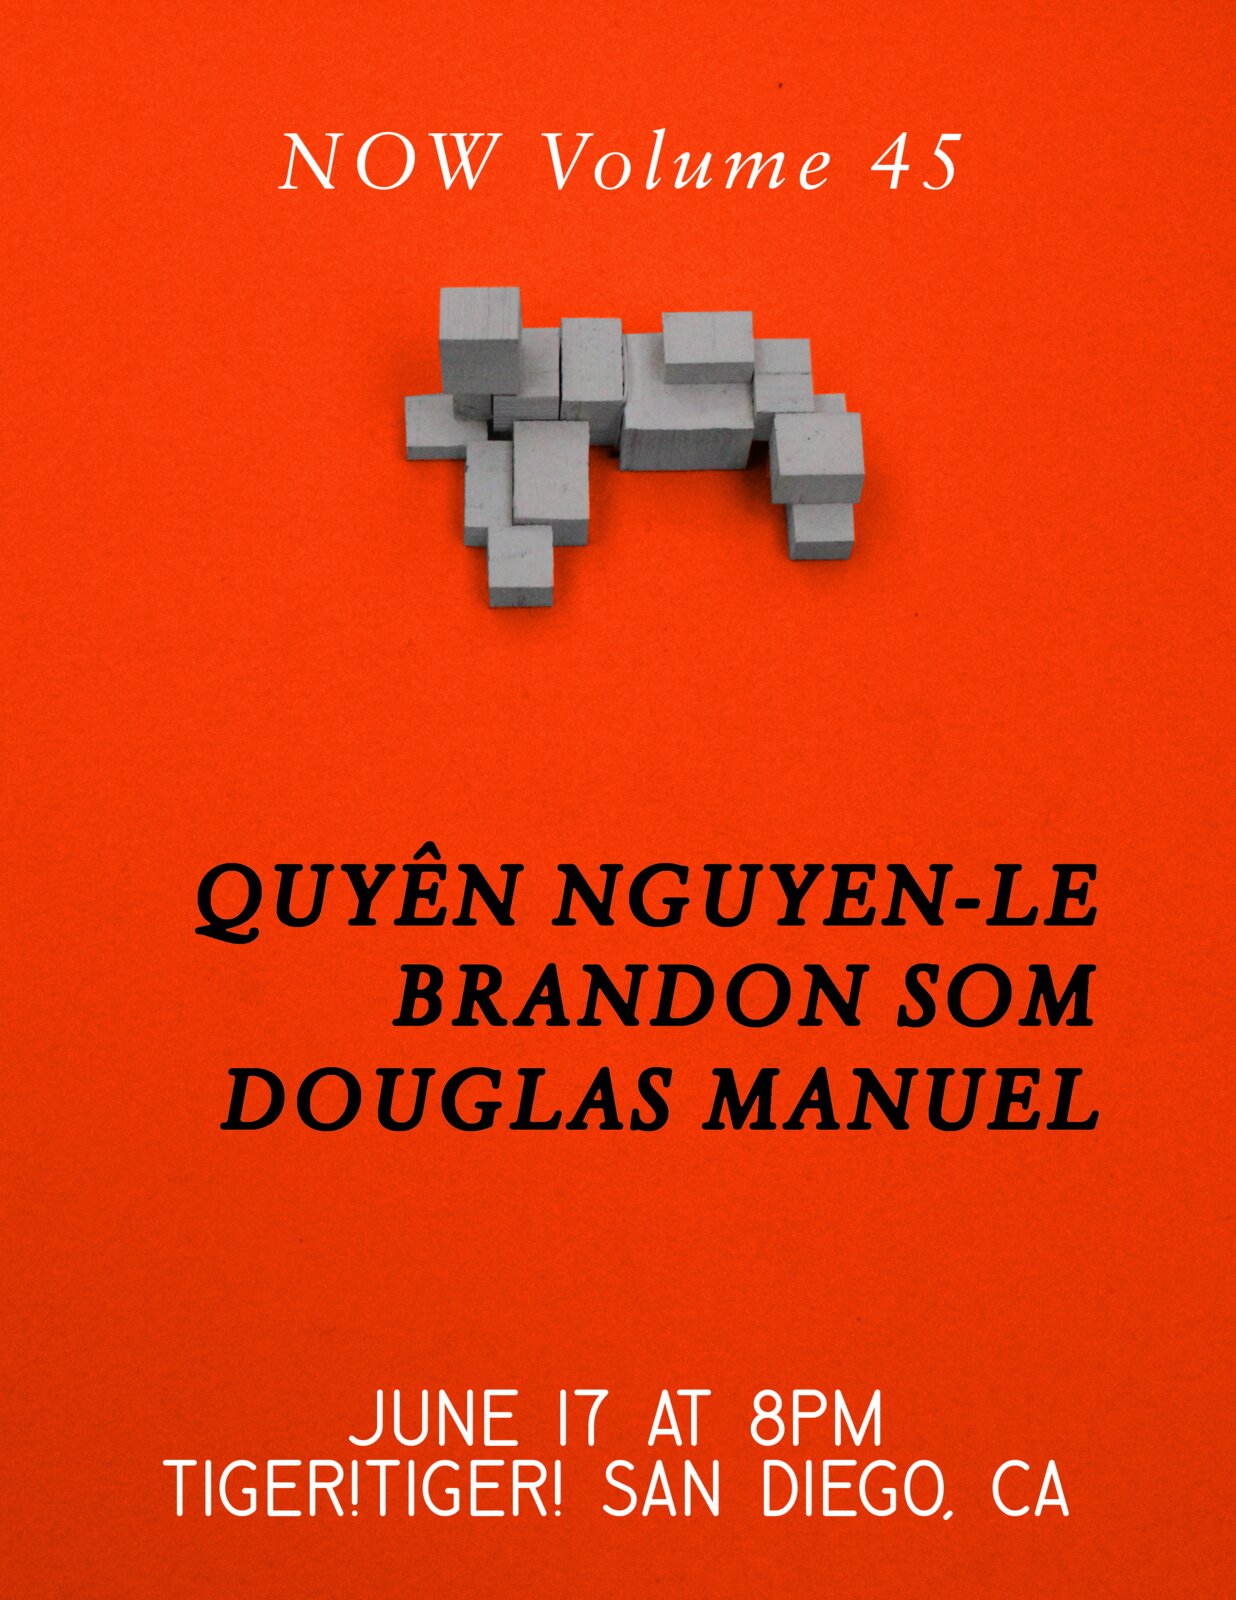 NOW Volume 45
QUYÊN NGUYEN-LE
BRANDON SOM
DOUGLAS MANUEL
JUNE 17 AT 8PM
TIGER!TIGER! SAN DIEGO, CA